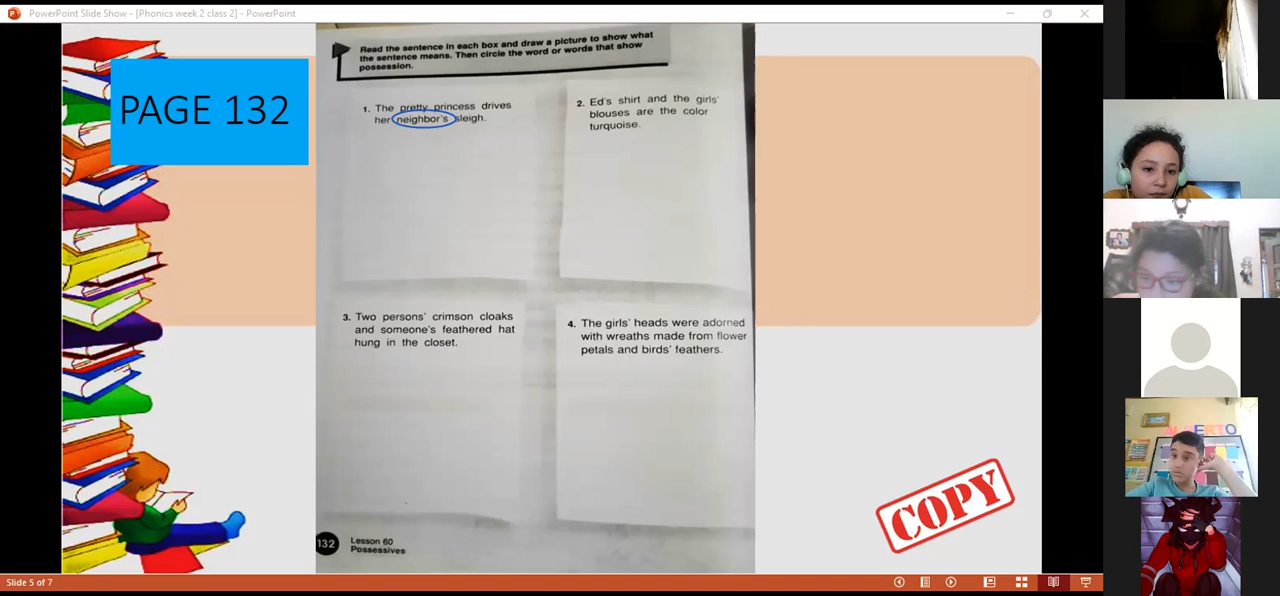 PowerPoint Slide Show - [Phonics week 2 class 2] - PowerPoint
PAGE 132
Read the sentence in each box and draw a picture to show what
the sentence means. Then circle the word or words that show
possession.
1. The pretty princess drives
her neighbor's sleigh.
2. Ed's shirt and the girls'
blouses are the color
turquoise.
3. Two persons' crimson cloaks
and someone's feathered hat
hung in the closet.
4. The girls' heads were adorned
with wreaths made from flower
petals and birds' feathers.
132
Lesson 60
Possessives
COPY
ALBERTO
Slide 5 of 7